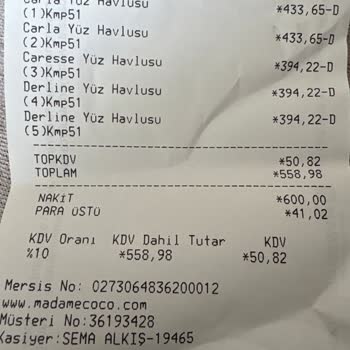 Carla Yüz Havlusu *433,65-D
(1)Kmp51
Carla Yüz Havlusu *433,65-D
(2)Kmp51
Caresse Yüz Havlusu *394,22-D
(3)Kmp51
Derline Yüz Havlusu *394,22-D
(4)Kmp51
Derline Yüz Havlusu *394,22-D
(5)Kmp51
TOPKDV *50,82
TOPLAM *558,98
NAKİT *600,00
PARA ÜSTÜ *41,02
KDV Oranı KDV Dahil Tutar KDV
%10 *558,98 *50,82
Mersis No: 0273064836200012
www.madamecoco.com
Müsteri No:36193428
Kasiyer:SEMA ALKIŞ-19465